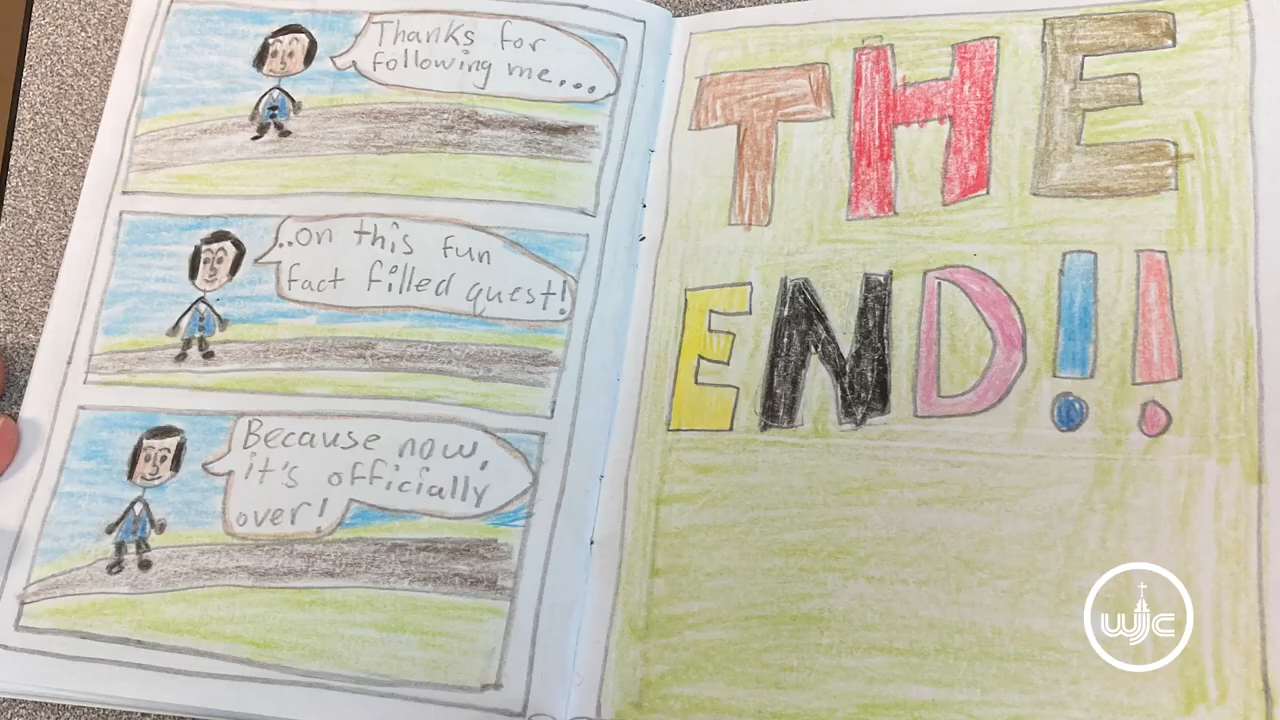 Thanks for
following me...
..on this fun
fact filled quest!
Because now,
it's officially
over!
THE
END!!
WJC